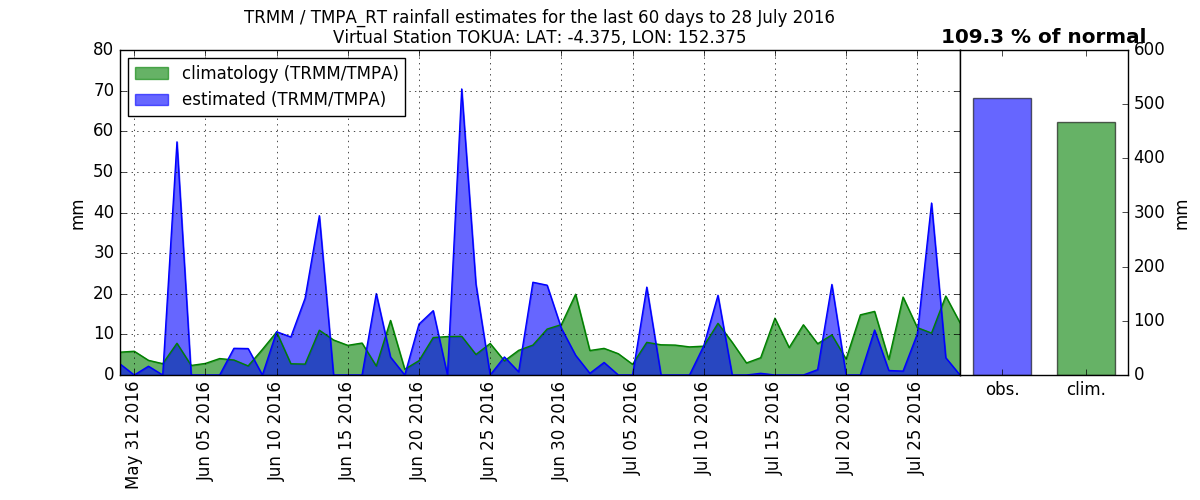 TRMM / TMPA_RT rainfall estimates for the last 60 days to 28 July 2016
Virtual Station TOKUA: LAT: -4.375, LON: 152.375
109.3 % of normal
climatology (TRMM/TMPA)
estimated (TRMM/TMPA)
mm
80
70
60
50
40
30
20
10
0
May 31 2016
Jun 05 2016
Jun 10 2016
Jun 15 2016
Jun 20 2016
Jun 25 2016
Jun 30 2016
Jul 05 2016
Jul 10 2016
Jul 15 2016
Jul 20 2016
Jul 25 2016
obs.
clim.
600
500
400
300
200
100
0
mm